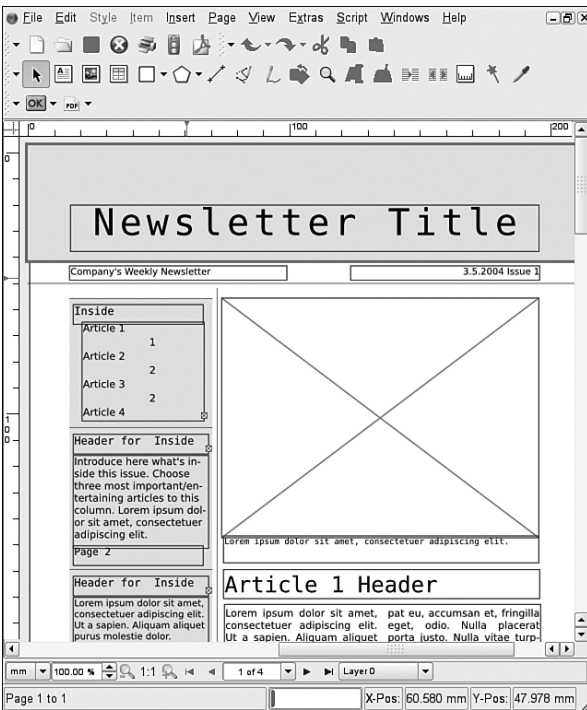 File Edit Style Item Insert Page View Extras Script Windows Help
OK PDF
0 100 200
0
100
Newsletter Title
Company's Weekly Newsletter
3.5.2004 Issue 1
Inside
Article 1
1
Article 2
2
Article 3
2
Article 4
Header for Inside
Introduce here what's in-
side this issue. Choose
three most important/en-
tertaining articles to this
column. Lorem ipsum dol-
or sit amet, consectetuer
adipiscing elit.
Page 2
Header for Inside
Lorem ipsum dolor sit amet,
consectetuer adipiscing elit.
Ut a sapien. Aliquam aliquet
purus molestie dolor.
Lorem ipsum dolor sit amet, consectetuer adipiscing elit.
Article 1 Header
Lorem ipsum dolor sit amet,
consectetuer adipiscing elit.
Ut a sapien. Aliquam aliquet
pat eu, accumsan et, fringilla
eget, odio. Nulla placerat
porta justo. Nulla vitae turp-
mm 100.00 % 1:1 1 of 4 Layer 0
Page 1 to 1
X-Pos: 60.580 mm Y-Pos: 47.978 mm